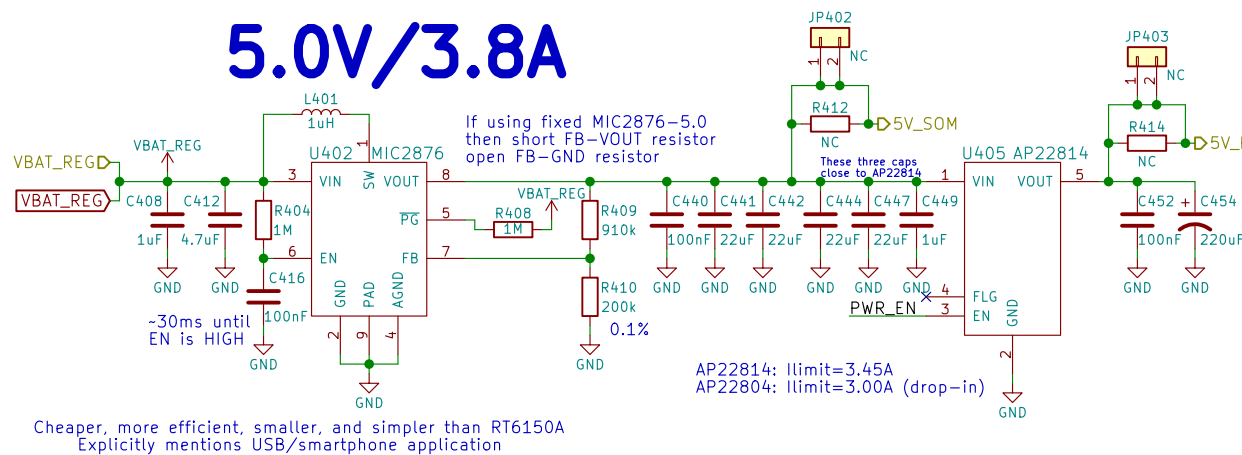 5.0V/3.8A
JP402
1
2
NC
JP403
1
2
NC
L401
1uH
If using fixed MIC2876-5.0
then short FB-VOUT resistor
open FB-GND resistor
R412
NC
5V_SOM
R414
NC
VBAT_REG
VBAT_REG
VBAT_REG
U402
MIC2876
1
3
VIN
SW
VOUT
8
5
PG
6
EN
FB
7
GND
PAD
AGND
2
9
4
GND
C408
1uF
GND
C412
4.7uF
GND
R404
1M
C416
100nF
GND
~30ms until
EN is HIGH
VBAT_REG
R408
1M
R409
910k
R410
200k
0.1%
GND
These three caps
close to AP22814
C440
100nF
GND
C441
22uF
GND
C442
22uF
GND
C444
22uF
GND
C447
22uF
GND
C449
1uF
GND
U405
AP22814
1
VIN
VOUT
5
4
FLG
PWR_EN
3
EN
GND
2
GND
C452
100nF
GND
+
C454
220uF
GND
AP22814: Ilimit=3.45A
AP22804: Ilimit=3.00A (drop-in)
Cheaper, more efficient, smaller, and simpler than RT6150A
Explicitly mentions USB/smartphone application